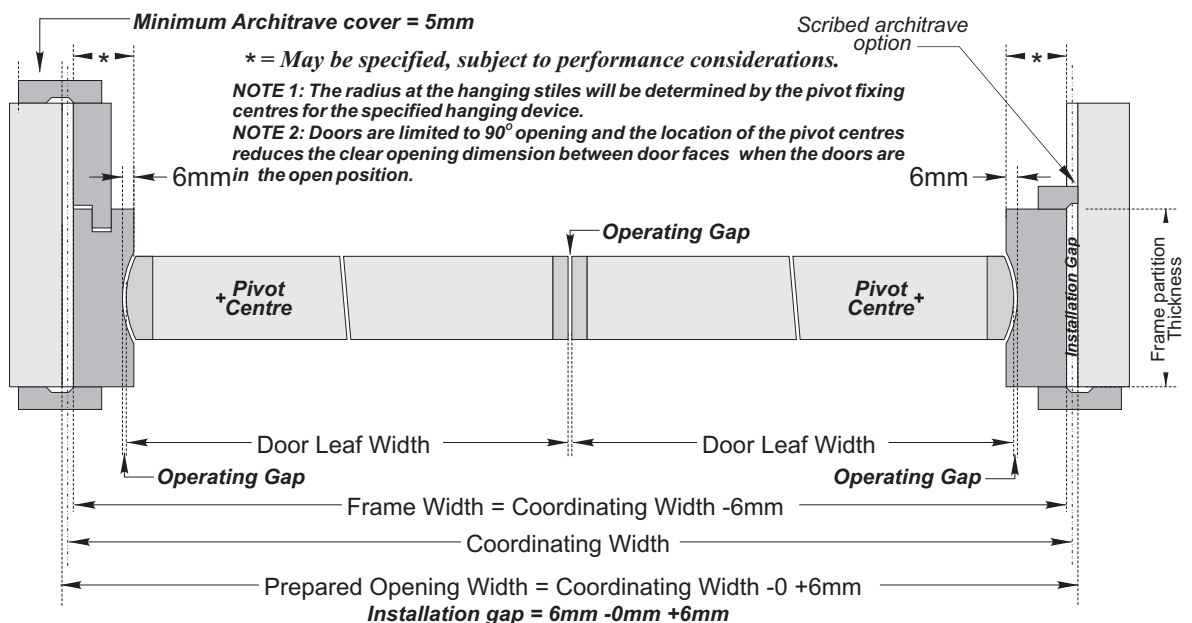 Minimum Architrave cover = 5mm
Scribed architrave
option
*
* = May be specified, subject to performance considerations.
*
NOTE 1: The radius at the hanging stiles will be determined by the pivot fixing
centres for the specified hanging device.
NOTE 2: Doors are limited to 90° opening and the location of the pivot centres
reduces the clear opening dimension between door faces when the doors are
in the open position.
6mm
6mm
Operating Gap
+ Pivot
Centre
Pivot
Centre +
Installation Gap
Frame partition
Thickness
Door Leaf Width
Door Leaf Width
Operating Gap
Operating Gap
Frame Width = Coordinating Width -6mm
Coordinating Width
Prepared Opening Width = Coordinating Width -0 +6mm
Installation gap = 6mm -0mm +6mm